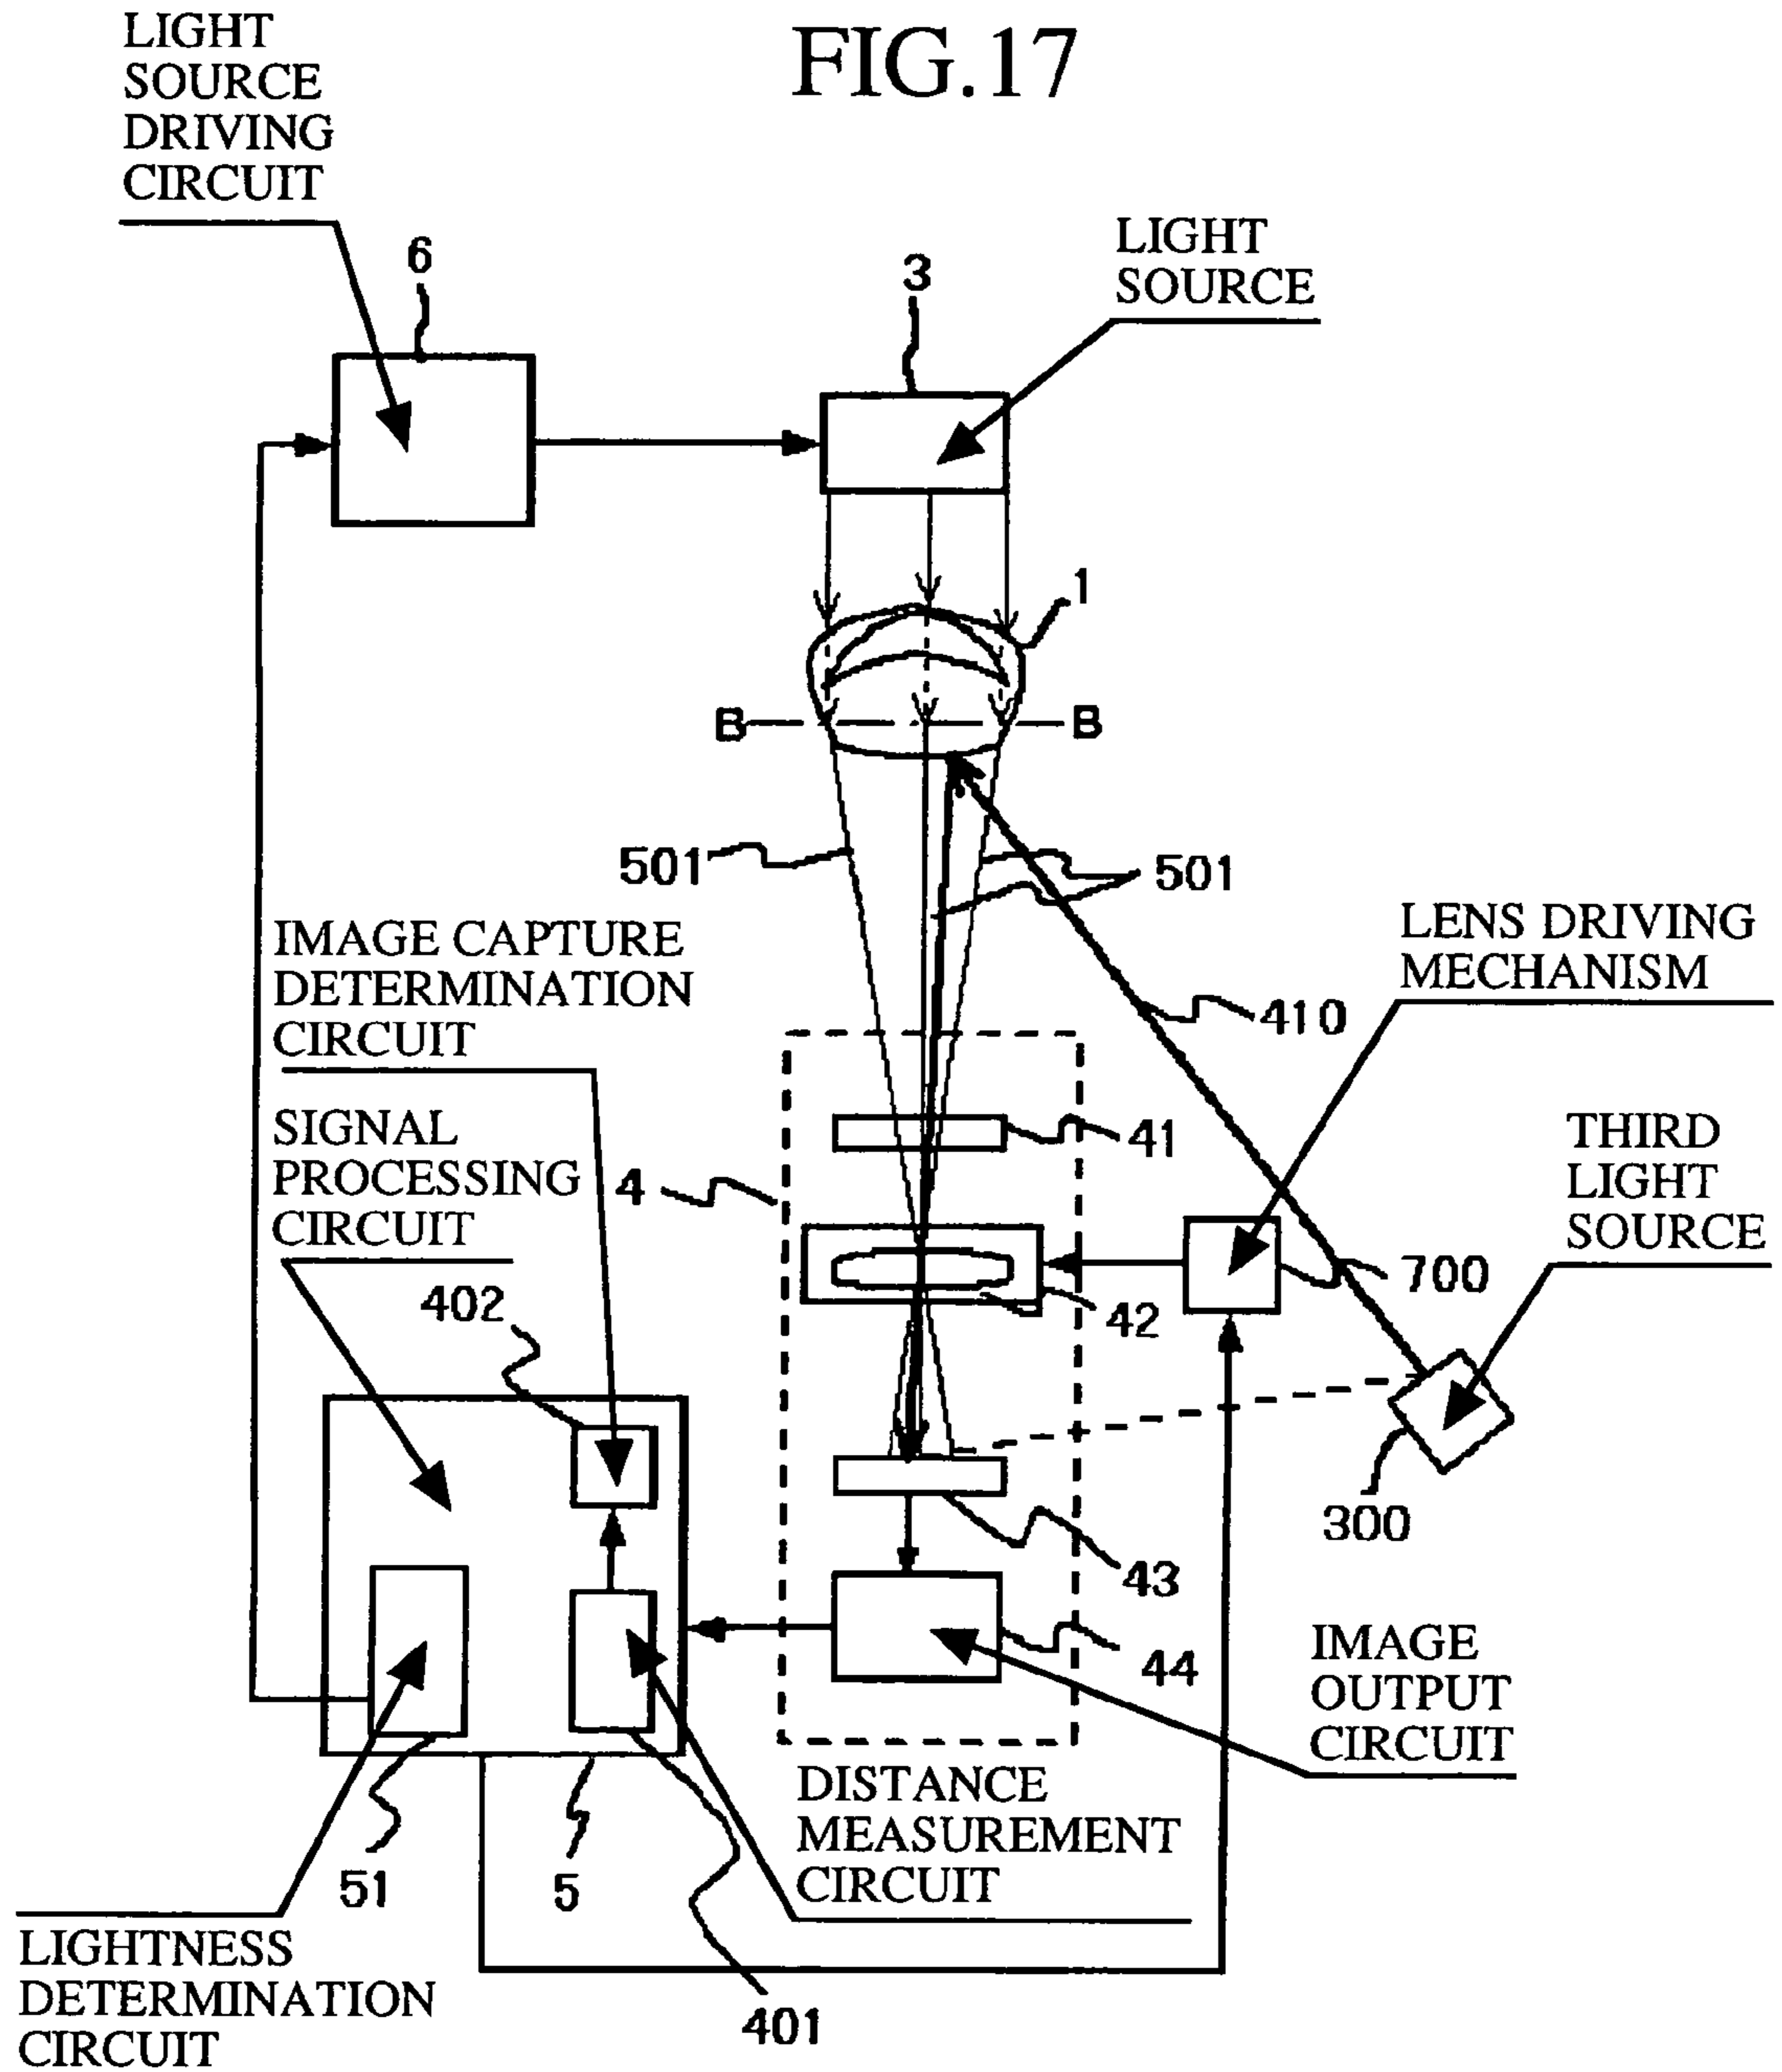 FIG.17
LIGHT
SOURCE
DRIVING
CIRCUIT
6
3
LIGHT
SOURCE
1
B
B
501
501
IMAGE CAPTURE
DETERMINATION
CIRCUIT
LENS DRIVING
MECHANISM
410
SIGNAL
PROCESSING
CIRCUIT
4
41
THIRD
LIGHT
SOURCE
402
42
700
300
43
44
IMAGE
OUTPUT
CIRCUIT
51
5
DISTANCE
MEASUREMENT
CIRCUIT
LIGHTNESS
DETERMINATION
CIRCUIT
401